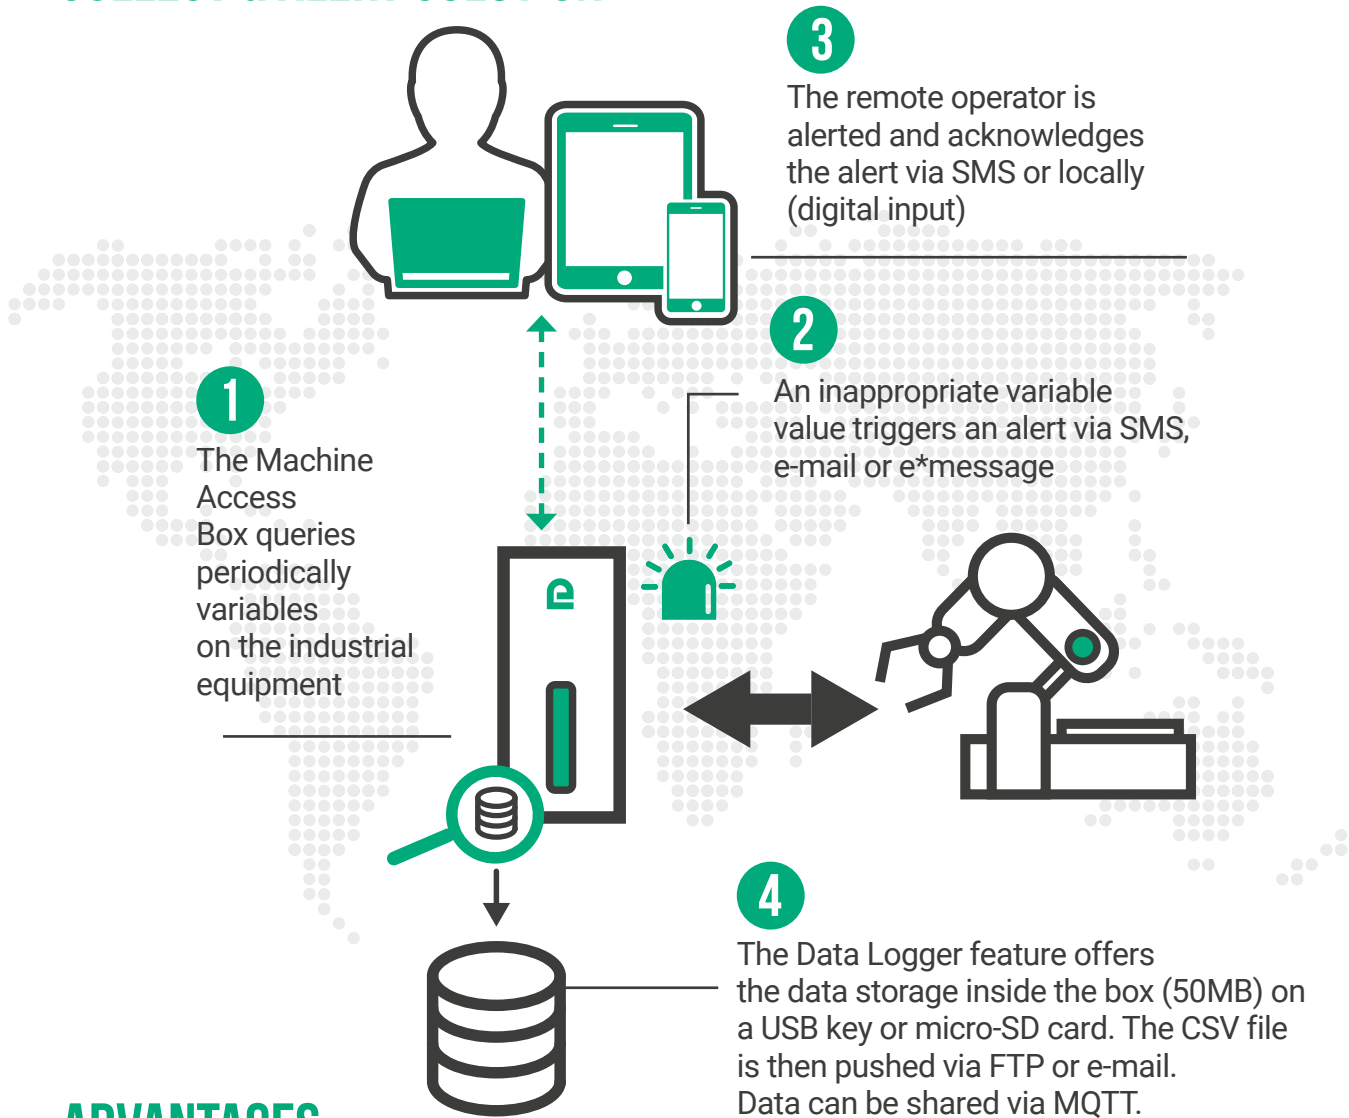 3
The remote operator is
alerted and acknowledges
the alert via SMS or locally
(digital input)
2
An inappropriate variable
value triggers an alert via SMS,
e-mail or e*message
1
The Machine
Access
Box queries
periodically
variables
on the industrial
equipment
4
The Data Logger feature offers
the data storage inside the box (50MB) on
a USB key or micro-SD card. The CSV file
is then pushed via FTP or e-mail.
Data can be shared via MQTT.
ADVANTAGES